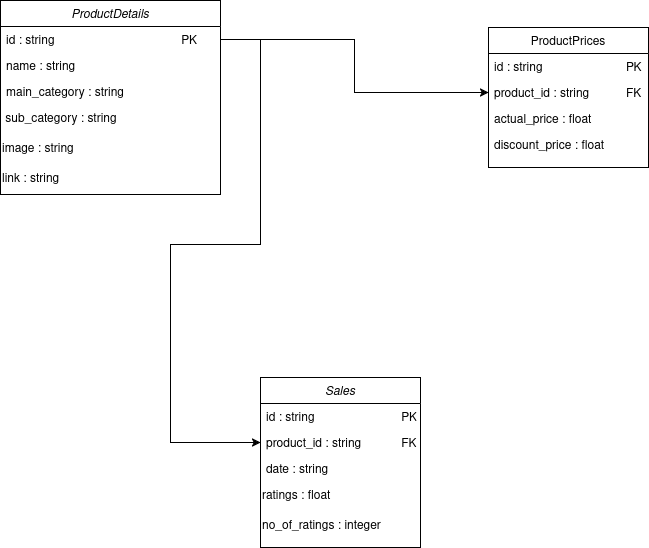 ProductDetails
id : string PK
name : string
main_category : string
sub_category : string
image : string
link : string
ProductPrices
id : string PK
product_id : string FK
actual_price : float
discount_price : float
Sales
id : string PK
product_id : string FK
date : string
ratings : float
no_of_ratings : integer